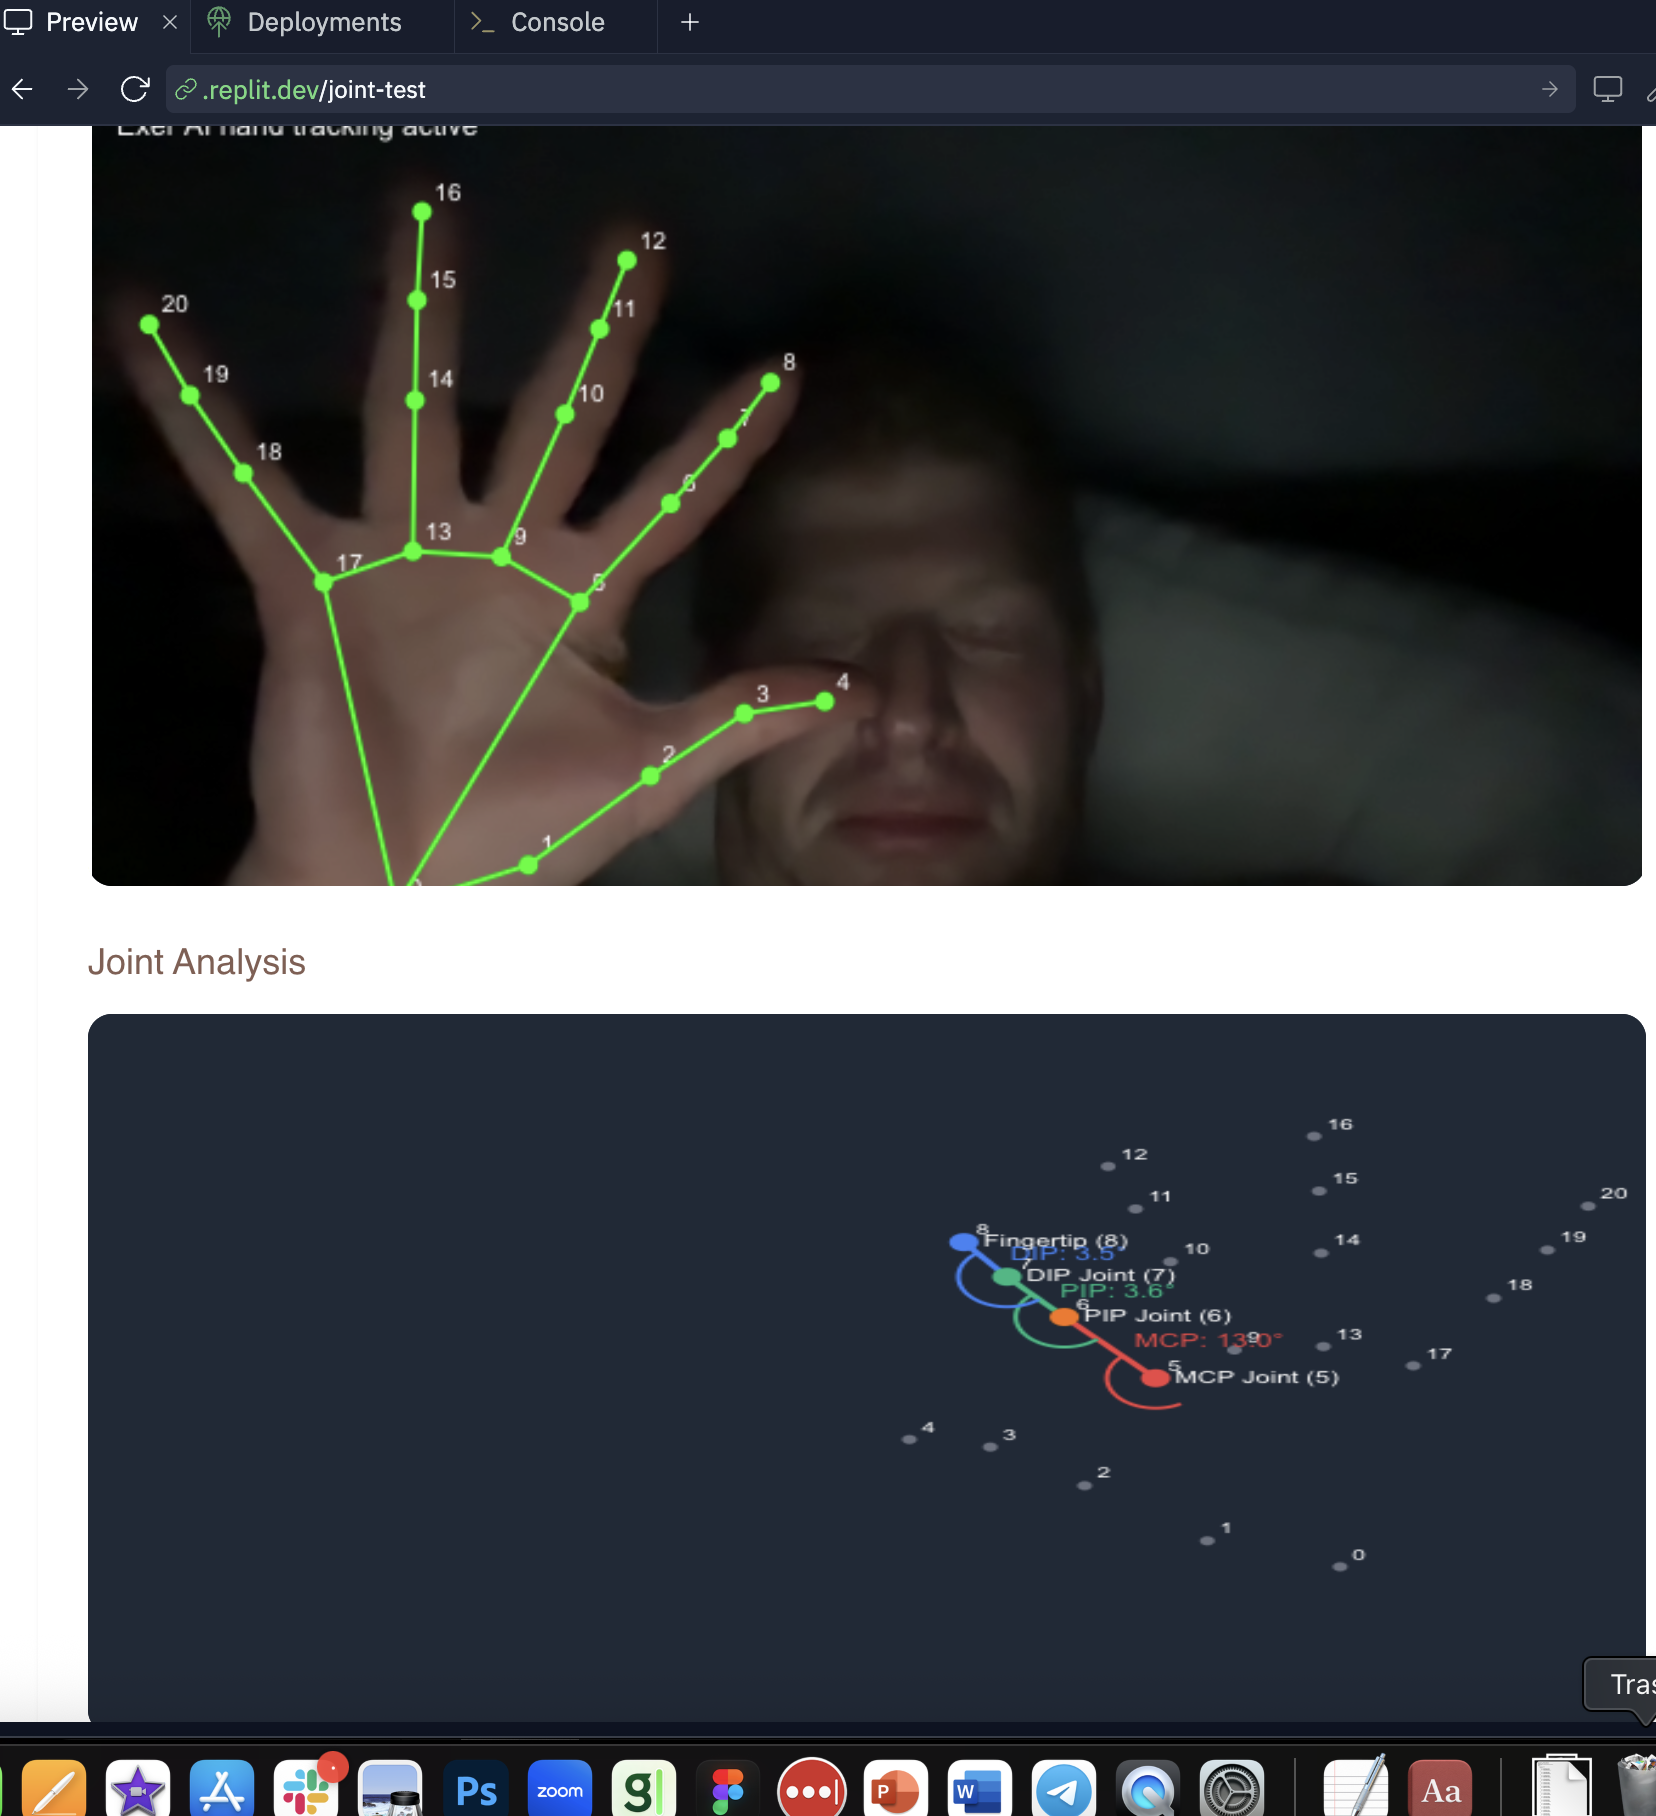 Preview
Deployments
Console
.replit.dev/joint-test
Exer AI hand tracking active
16
12
20
15
11
8
19
14
10
7
18
6
13
9
17
5
4
3
2
1
Joint Analysis
16
12
15
20
11
8
Fingertip (8)
19
14
10
DIP: 3.5°
7
DIP Joint (7)
18
PIP: 3.6°
6
PIP Joint (6)
13
9
MCP: 13.0°
17
5
MCP Joint (5)
4
3
2
1
0
Ps
zoom
g
P
W
Aa